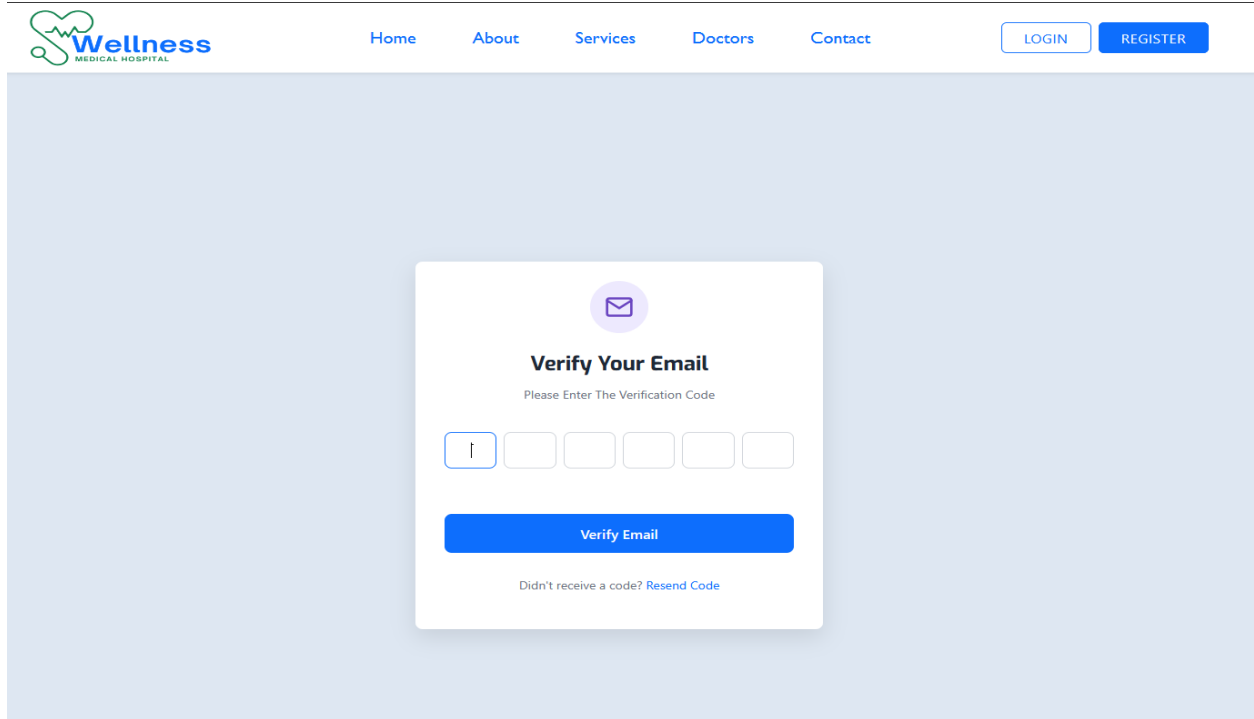 Wellness
MEDICAL HOSPITAL
Home About Services Doctors Contact LOGIN REGISTER
Verify Your Email
Please Enter The Verification Code
Verify Email
Didn't receive a code? Resend Code